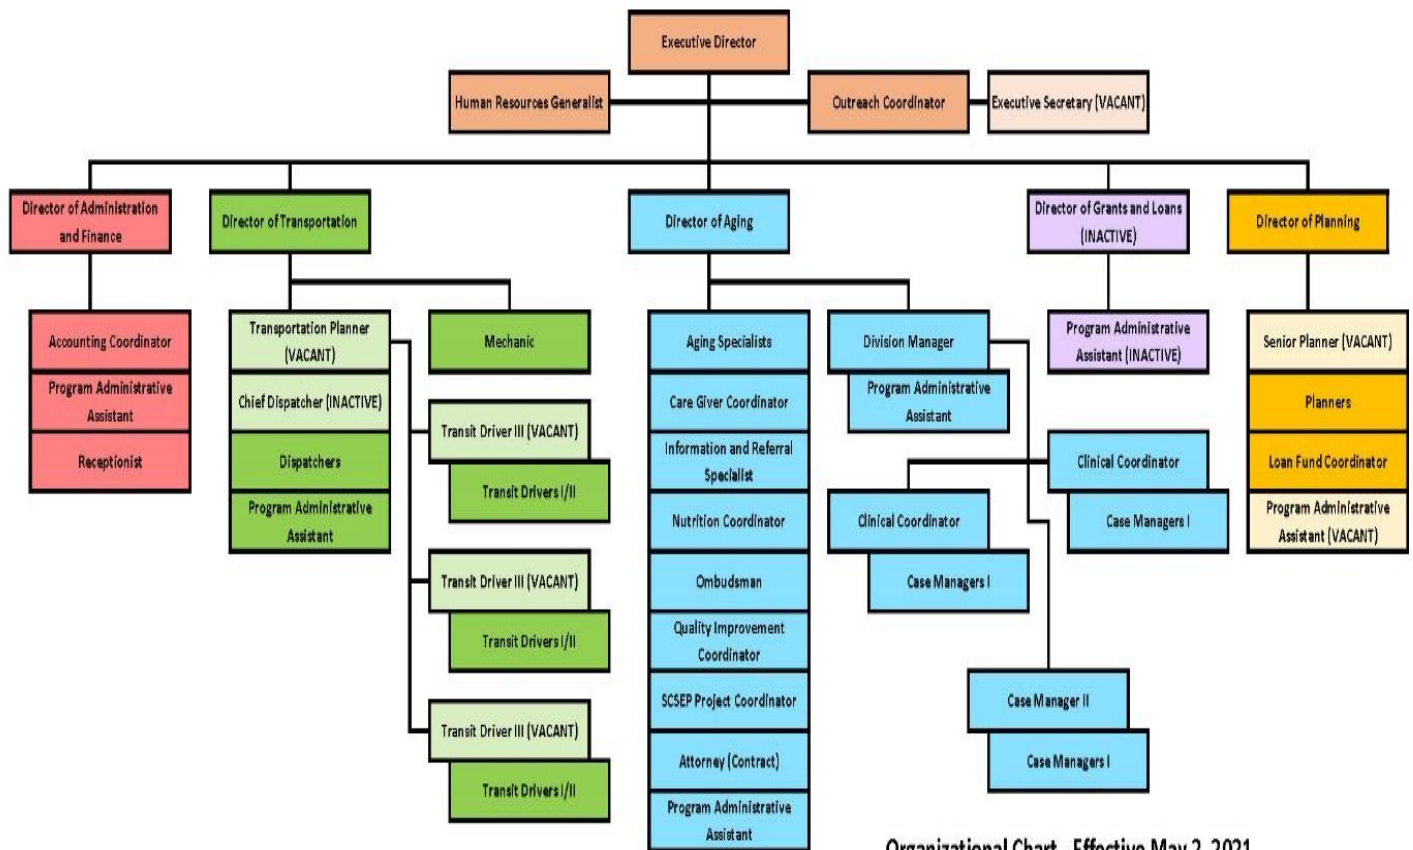 Executive Director
Human Resources Generalist
Outreach Coordinator
Executive Secretary (VACANT)
Director of Administration
and Finance
Director of Transportation
Director of Aging
Director of Grants and Loans
(INACTIVE)
Director of Planning
Accounting Coordinator
Program Administrative
Assistant
Receptionist
Transportation Planner
(VACANT)
Chief Dispatcher (INACTIVE)
Dispatchers
Program Administrative
Assistant
Mechanic
Transit Driver III (VACANT)
Transit Drivers I/II
Transit Driver III (VACANT)
Transit Drivers I/II
Transit Driver III (VACANT)
Transit Drivers I/II
Aging Specialists
Care Giver Coordinator
Information and Referral
Specialist
Nutrition Coordinator
Ombudsman
Quality Improvement
Coordinator
SCSEP Project Coordinator
Attorney (Contract)
Program Administrative
Assistant
Division Manager
Program Administrative
Assistant
Clinical Coordinator
Case Managers I
Clinical Coordinator
Case Managers I
Case Manager II
Case Managers I
Program Administrative
Assistant (INACTIVE)
Senior Planner (VACANT)
Planners
Loan Fund Coordinator
Program Administrative
Assistant (VACANT)
Organizational Chart - Effective May 2, 2021